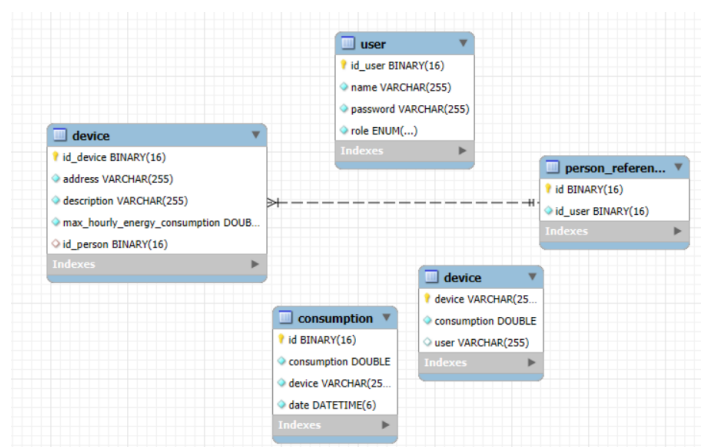 user
id_user BINARY(16)
name VARCHAR(255)
password VARCHAR(255)
role ENUM(...)
Indexes
device
id_device BINARY(16)
address VARCHAR(255)
description VARCHAR(255)
max_hourly_energy_consumption DOUB...
id_person BINARY(16)
Indexes
person_referen...
id BINARY(16)
id_user BINARY(16)
Indexes
device
device VARCHAR(25...
consumption DOUBLE
user VARCHAR(255)
Indexes
consumption
id BINARY(16)
consumption DOUBLE
device VARCHAR(25...
date DATETIME(6)
Indexes